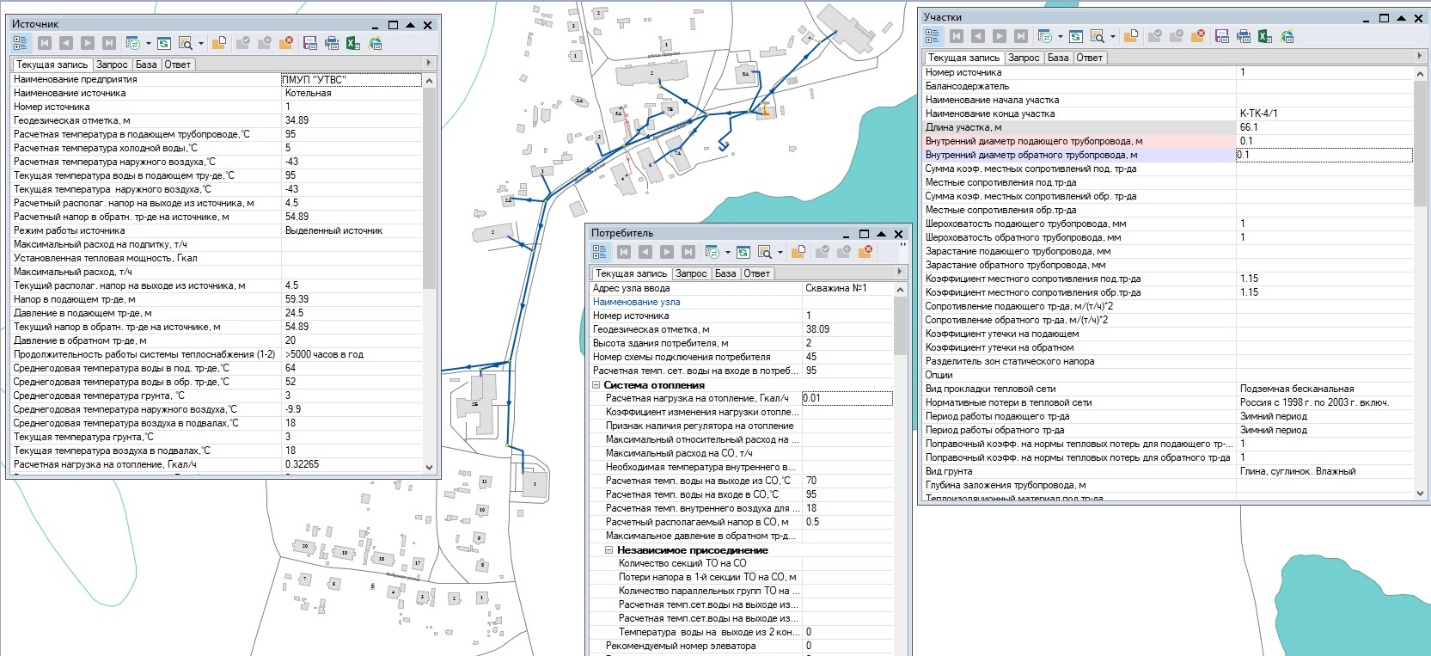 Источник
Текущая запись Запрос База Ответ
Наименование предприятия ПМУП "УТВС"
Наименование источника Котельная
Номер источника 1
Геодезическая отметка, м 34.89
Расчетная температура в подающем трубопроводе,°С 95
Расчетная температура холодной воды,°С 5
Расчетная температура наружного воздуха,°С -43
Текущая температура воды в подающем тру-де,°С 95
Текущая температура наружного воздуха,°С -43
Расчетный располаг. напор на выходе из источника, м 4.5
Расчетный напор в обратн. тр-де на источнике, м 54.89
Режим работы источника Выделенный источник
Максимальный расход на подпитку, т/ч
Установленная тепловая мощность, Гкал
Максимальный расход, т/ч
Текущий располаг. напор на выходе из источника, м 4.5
Напор в подающем тр-де, м 59.39
Давление в подающем тр-де, м 24.5
Текущий напор в обратн. тр-де на источнике, м 54.89
Давление в обратном тр-де, м 20
Продолжительность работы системы теплоснабжения (1-2) >5000 часов в год
Среднегодовая температура воды в под. тр-де,°С 64
Среднегодовая температура воды в обр. тр-де,°С 52
Среднегодовая температура грунта, °С 3
Среднегодовая температура наружного воздуха,°С -9.9
Среднегодовая температура воздуха в подвалах,°С 18
Текущая температура грунта,°С 3
Текущая температура воздуха в подвалах,°С 18
Расчетная нагрузка на отопление, Гкал/ч 0.32265
Потребитель
Текущая запись Запрос База Ответ
Адрес узла ввода Скважина №1
Наименование узла
Номер источника 1
Геодезическая отметка, м 38.09
Высота здания потребителя, м 2
Номер схемы подключения потребителя 45
Расчетная темп. сет. воды на входе в потреб... 95
Система отопления
Расчетная нагрузка на отопление, Гкал/ч 0.01
Коэффициент изменения нагрузки отопле...
Признак наличия регулятора на отопление
Максимальный относительный расход на ...
Максимальный расход на СО, т/ч
Необходимая температура внутреннего в...
Расчетная темп. воды на выходе из СО,°С 70
Расчетная темп. воды на входе в СО,°С 95
Расчетная темп. внутреннего воздуха для ... 18
Расчетный располагаемый напор в СО, м 0.5
Максимальное давление в обратном тр-д...
Независимое присоединение
Количество секций ТО на СО
Потери напора в 1-й секции ТО на СО, м
Количество параллельных групп ТО на ...
Расчетная темп.сет.воды на выходе из...
Расчетная темп.сет.воды на выходе из...
Температура воды на выходе из 2 кон... 0
Рекомендуемый номер элеватора 0
Участки
Текущая запись Запрос База Ответ
Номер источника 1
Балансодержатель
Наименование начала участка
Наименование конца участка К-ТК-4/1
Длина участка, м 66.1
Внутренний диаметр подающего трубопровода, м 0.1
Внутренний диаметр обратного трубопровода, м 0.1
Сумма коэф. местных сопротивлений под. тр-да
Местные сопротивления под.тр-да
Сумма коэф. местных сопротивлений обр. тр-да
Местные сопротивления обр.тр-да
Шероховатость подающего трубопровода, мм 1
Шероховатость обратного трубопровода, мм 1
Зарастание подающего трубопровода, мм
Зарастание обратного трубопровода, мм
Коэффициент местного сопротивления под.тр-да 1.15
Коэффициент местного сопротивления обр.тр-да 1.15
Сопротивление подающего тр-да, м/(т/ч)^2
Сопротивление обратного тр-да, м/(т/ч)^2
Коэффициент утечки на подающем
Коэффициент утечки на обратном
Разделитель зон статического напора
Опции
Вид прокладки тепловой сети Подземная бесканальная
Нормативные потери в тепловой сети Россия с 1998 г. по 2003 г. включ.
Период работы подающего тр-да Зимний период
Период работы обратного тр-да Зимний период
Поправочный коэфф. на нормы тепловых потерь для подающего тр-... 1
Поправочный коэфф. на нормы тепловых потерь для обратного тр-да 1
Вид грунта Глина, суглинок. Влажный
Глубина заложения трубопровода, м
Теплоизоляционный материал под.тр-да